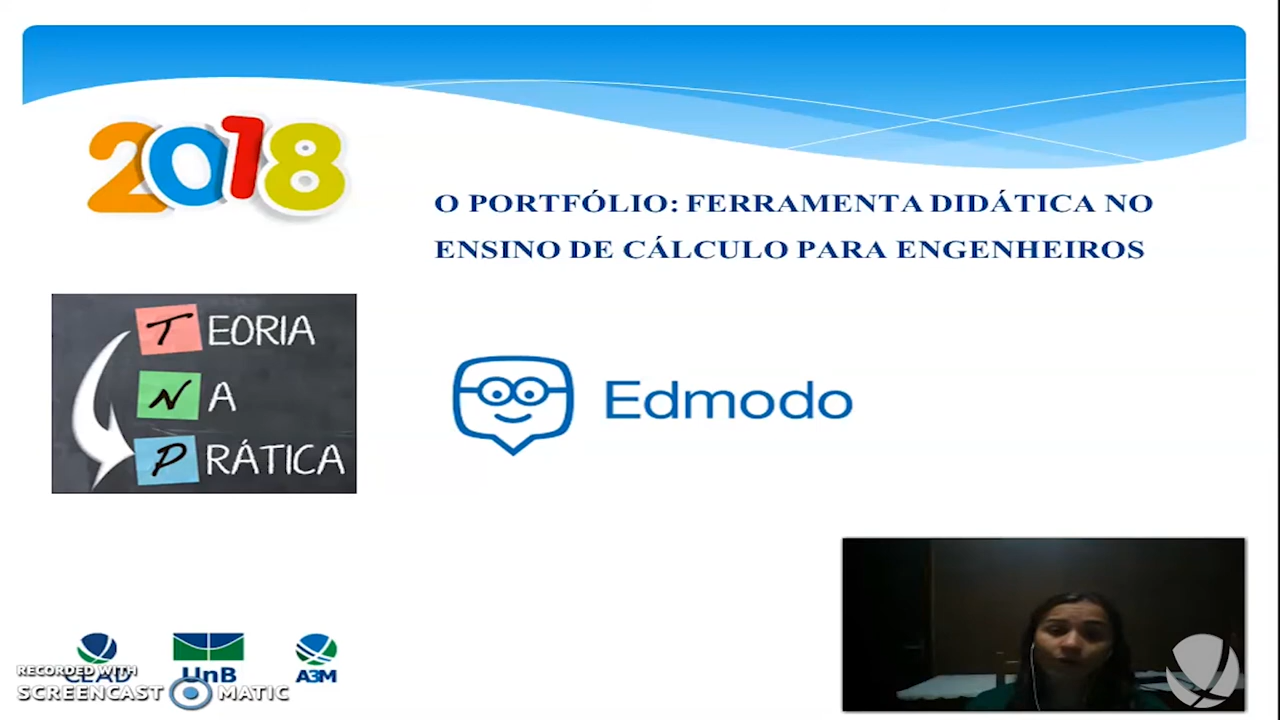 2018
O PORTFÓLIO: FERRAMENTA DIDÁTICA NO
ENSINO DE CÁLCULO PARA ENGENHEIROS
TEORIA
NA
PRÁTICA
Edmodo
CEAD
UnB
A3M
RECORDED WITH
SCREENCAST MATIC